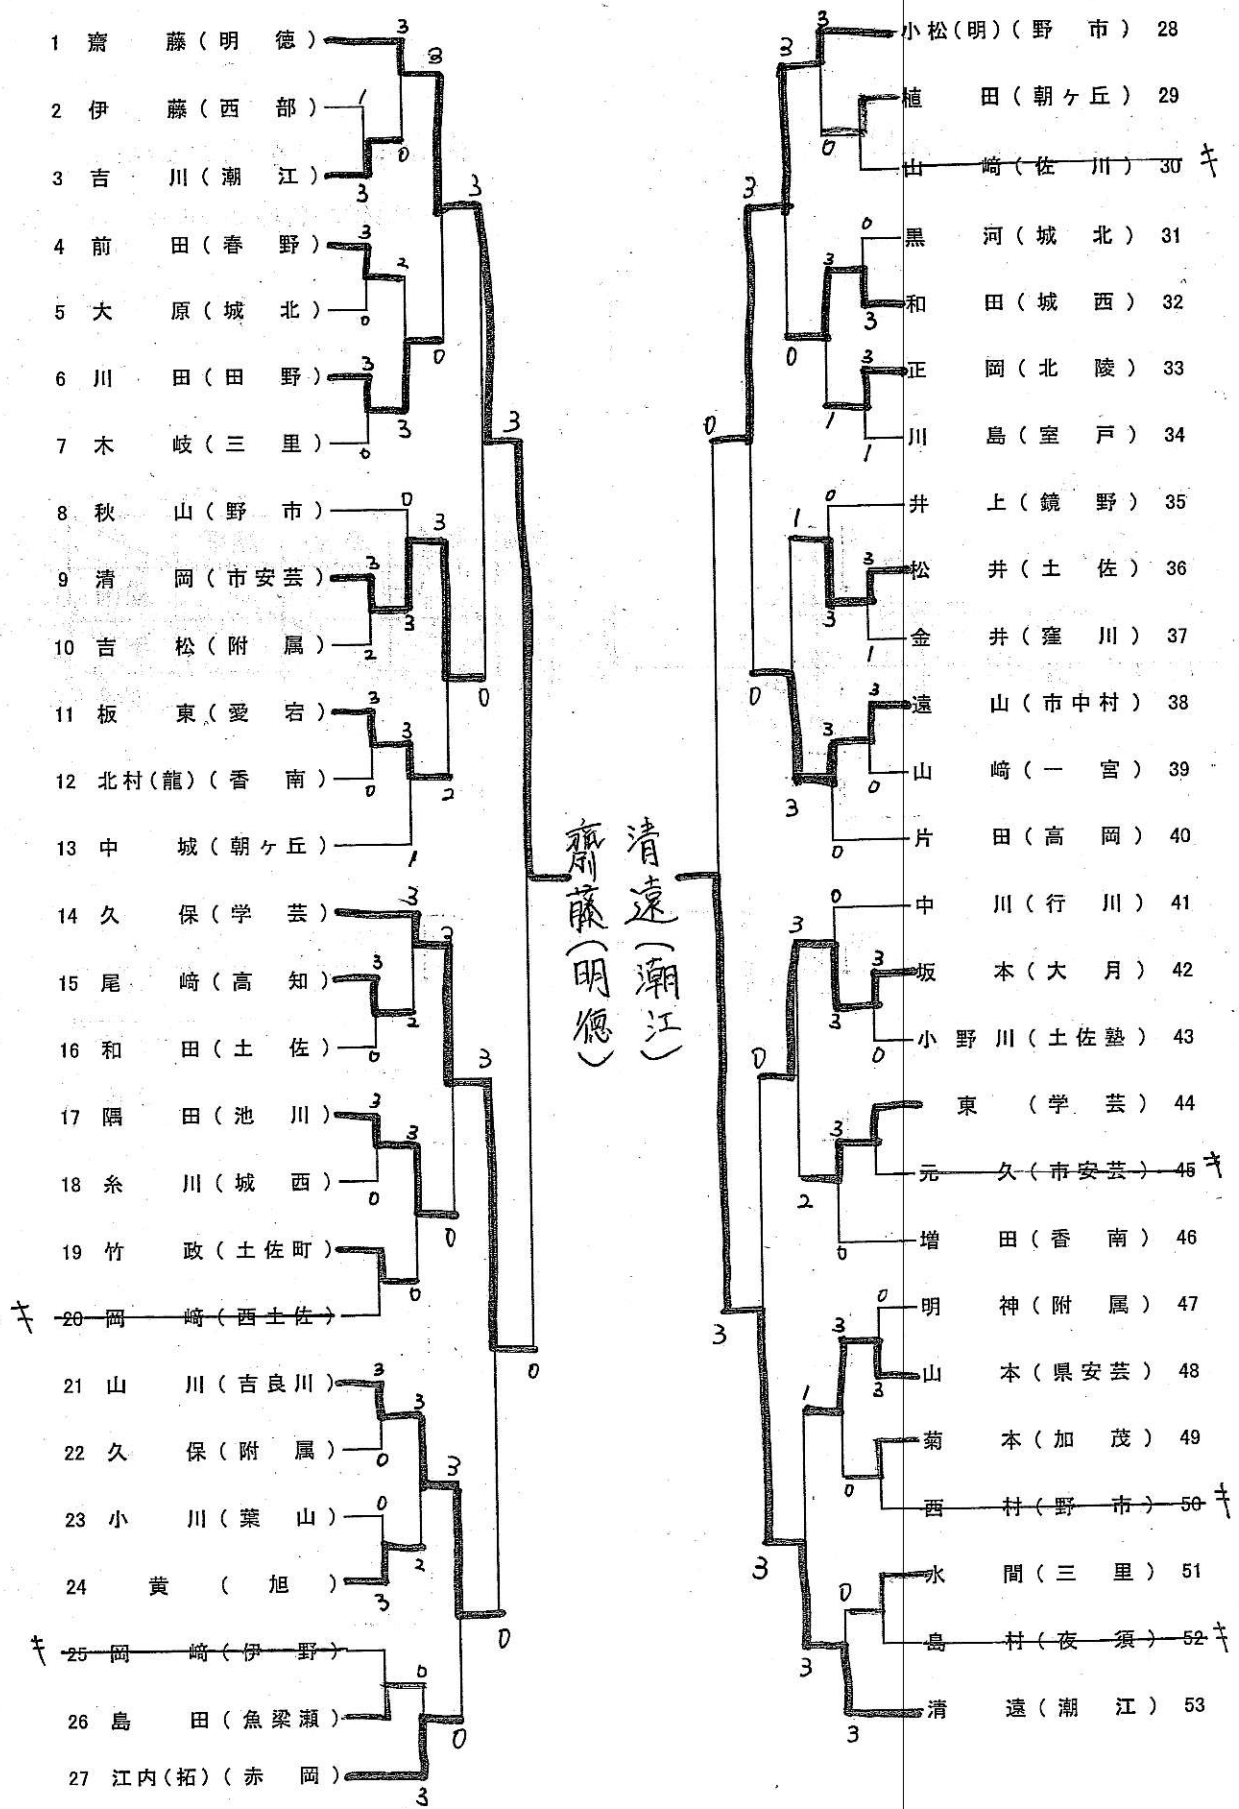 1 齋藤(明徳)
2 伊藤(西部)
3 吉川(潮江)
4 前田(春野)
5 大原(城北)
6 川田(田野)
7 木岐(三里)
8 秋山(野市)
9 清岡(市安芸)
10 吉松(附属)
11 板東(愛宕)
12 北村(龍)(香南)
13 中城(朝ヶ丘)
14 久保(学芸)
15 尾﨑(高知)
16 和田(土佐)
17 隅田(池川)
18 糸川(城西)
19 竹政(土佐町)
キ 20 岡﨑(西土佐)
21 山川(吉良川)
22 久保(附属)
23 小川(葉山)
24 黄(旭)
キ 25 岡﨑(伊野)
26 島田(魚梁瀬)
27 江内(拓)(赤岡)
齋藤(明徳)
清遠(潮江)
小松(明)(野市) 28
植田(朝ヶ丘) 29
山﨑(佐川) 30 キ
黒河(城北) 31
和田(城西) 32
正岡(北陵) 33
川島(室戸) 34
井上(鏡野) 35
松井(土佐) 36
金井(窪川) 37
遠山(市中村) 38
山﨑(一宮) 39
片田(高岡) 40
中川(行川) 41
坂本(大月) 42
小野川(土佐塾) 43
東(学芸) 44
元久(市安芸) 45 キ
増田(香南) 46
明神(附属) 47
山本(県安芸) 48
菊本(加茂) 49
西村(野市) 50 キ
水間(三里) 51
島村(夜須) 52 キ
清遠(潮江) 53